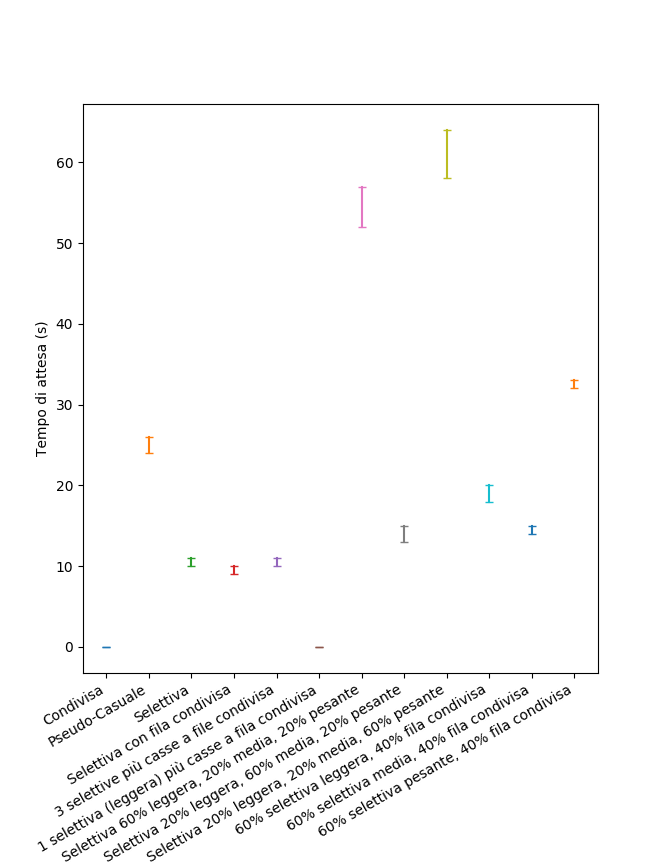 60
50
40
30
20
10
0
Tempo di attesa (s)
Condivisa
Pseudo-Casuale
Selettiva
Selettiva con fila condivisa
3 selettive più casse a file condivisa
1 selettiva (leggera) più casse a fila condivisa
Selettiva 60% leggera, 20% media, 20% pesante
Selettiva 20% leggera, 60% media, 20% pesante
Selettiva 20% leggera, 20% media, 60% pesante
60% selettiva leggera, 40% fila condivisa
60% selettiva media, 40% fila condivisa
60% selettiva pesante, 40% fila condivisa